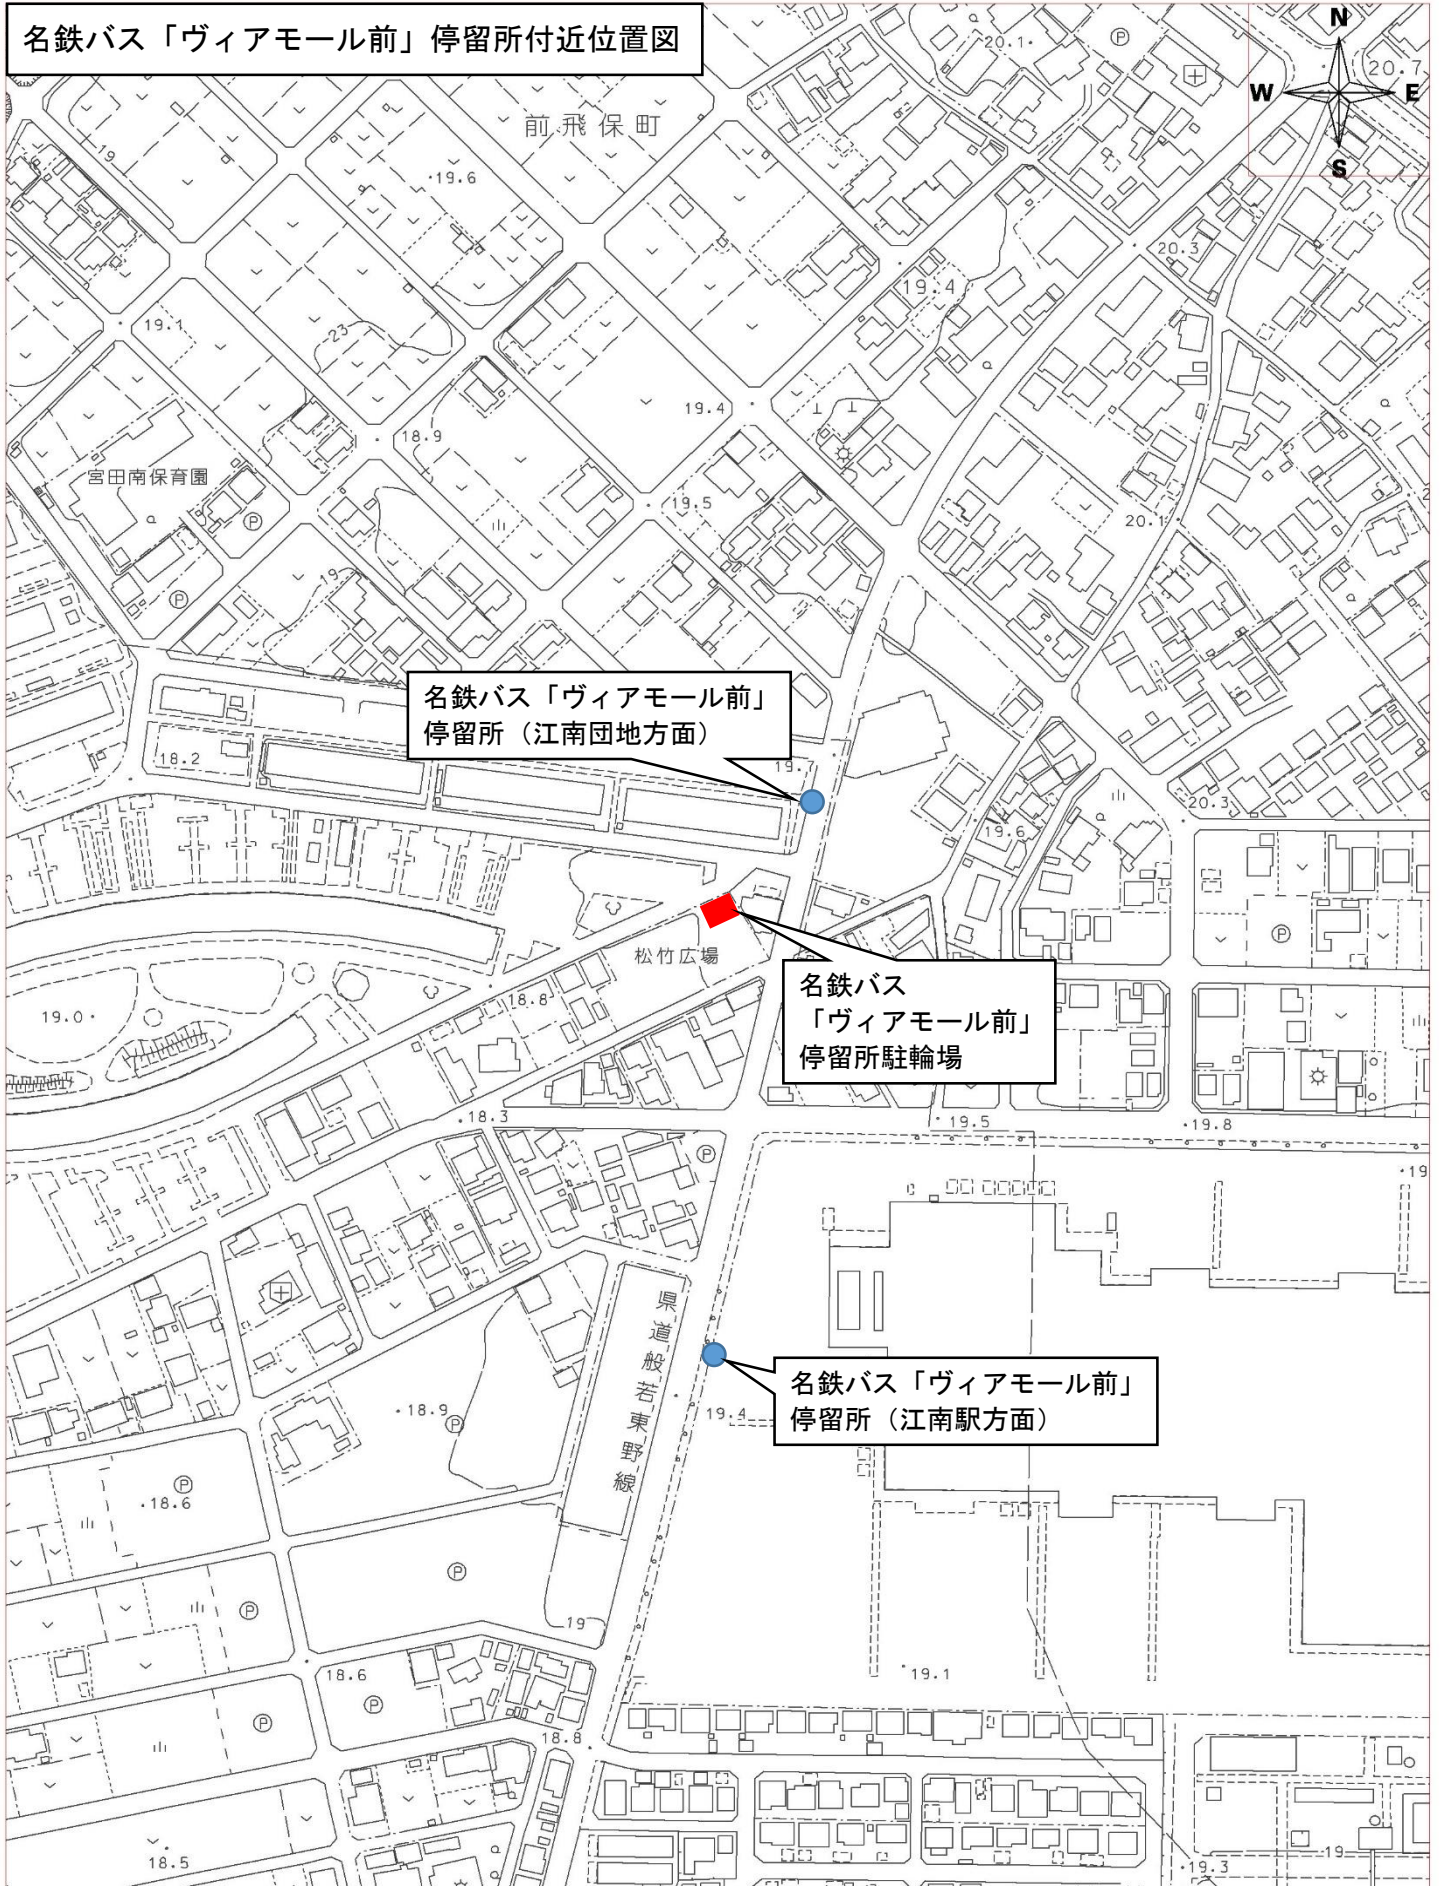 名鉄バス「ヴィアモール前」停留所付近位置図
N
W
E
S
20.7
20.1
前飛保町
19
19.6
20.3
19.4
19.1
23
19.4
18.9
宮田南保育園
19.5
20.1
P
P
19
名鉄バス「ヴィアモール前」
停留所（江南団地方面）
18.2
19.
20.3
19.6
松竹広場
P
18.8
19.0
名鉄バス
「ヴィアモール前」
停留所駐輪場
18.3
19.5
19.8
P
19
県道般若東野線
名鉄バス「ヴィアモール前」
停留所（江南駅方面）
18.9
P
19.4
P
18.6
P
P
19
18.6
19.1
P
P
18.8
18.5
19
19.3